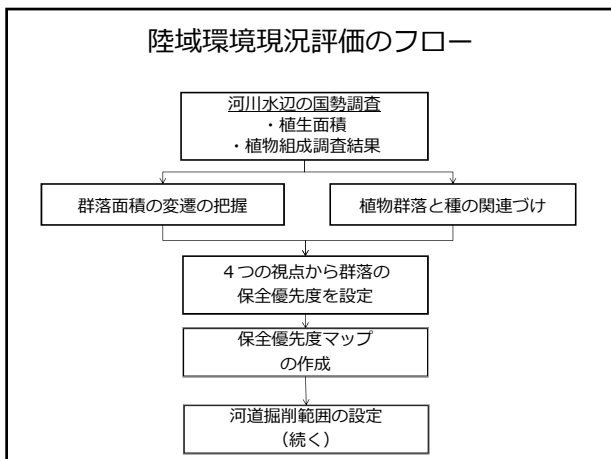 陸域環境現況評価のフロー
河川水辺の国勢調査
・植生面積
・植物組成調査結果
群落面積の変遷の把握
植物群落と種の関連づけ
４つの視点から群落の
保全優先度を設定
保全優先度マップ
の作成
河道掘削範囲の設定
（続く）